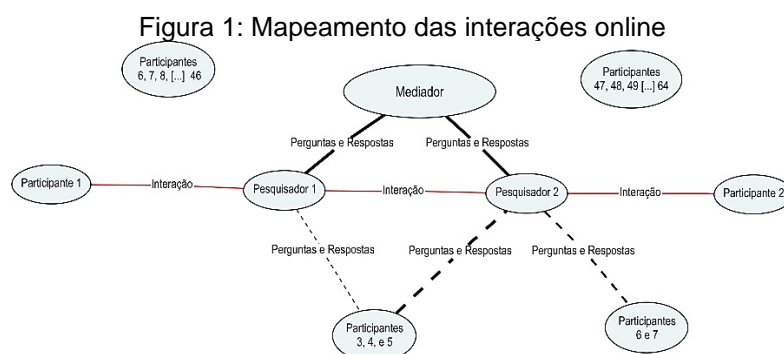 Figura 1: Mapeamento das interações online
Participantes
6, 7, 8, [...] 46
Participantes
47, 48, 49 [...] 64
Mediador
Perguntas e Respostas
Perguntas e Respostas
Participante 1
Interação
Pesquisador 1
Interação
Pesquisador 2
Interação
Participante 2
Perguntas e Respostas
Perguntas e Respostas
Perguntas e Respostas
Participantes
3, 4, e 5
Participantes
6 e 7